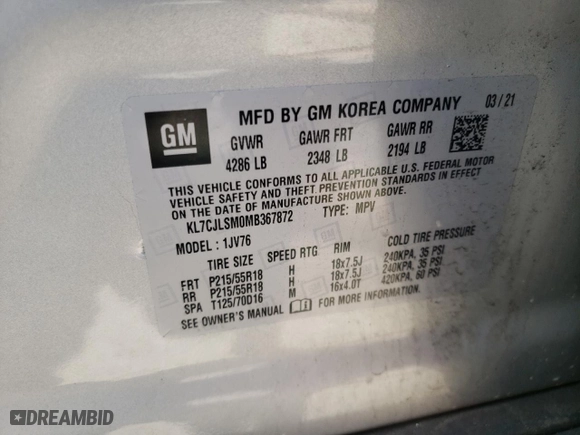 MFD BY GM KOREA COMPANY 03/21
GM
GVWR GAWR FRT GAWR RR
4286 LB 2348 LB 2194 LB
THIS VEHICLE CONFORMS TO ALL APPLICABLE U.S. FEDERAL MOTOR
VEHICLE SAFETY AND THEFT PREVENTION STANDARDS IN EFFECT
ON THE DATE OF MANUFACTURE SHOWN ABOVE.
KL7CJLSM0MB367872 TYPE: MPV
MODEL: 1JV76
TIRE SIZE SPEED RTG RIM COLD TIRE PRESSURE
FRT P215/55R18 H 18x7.5J 240KPA, 35 PSI
RR P215/55R18 H 18x7.5J 240KPA, 35 PSI
SPA T125/70D16 M 16x4.0T 420KPA, 60 PSI
SEE OWNER'S MANUAL FOR MORE INFORMATION
DREAMBID